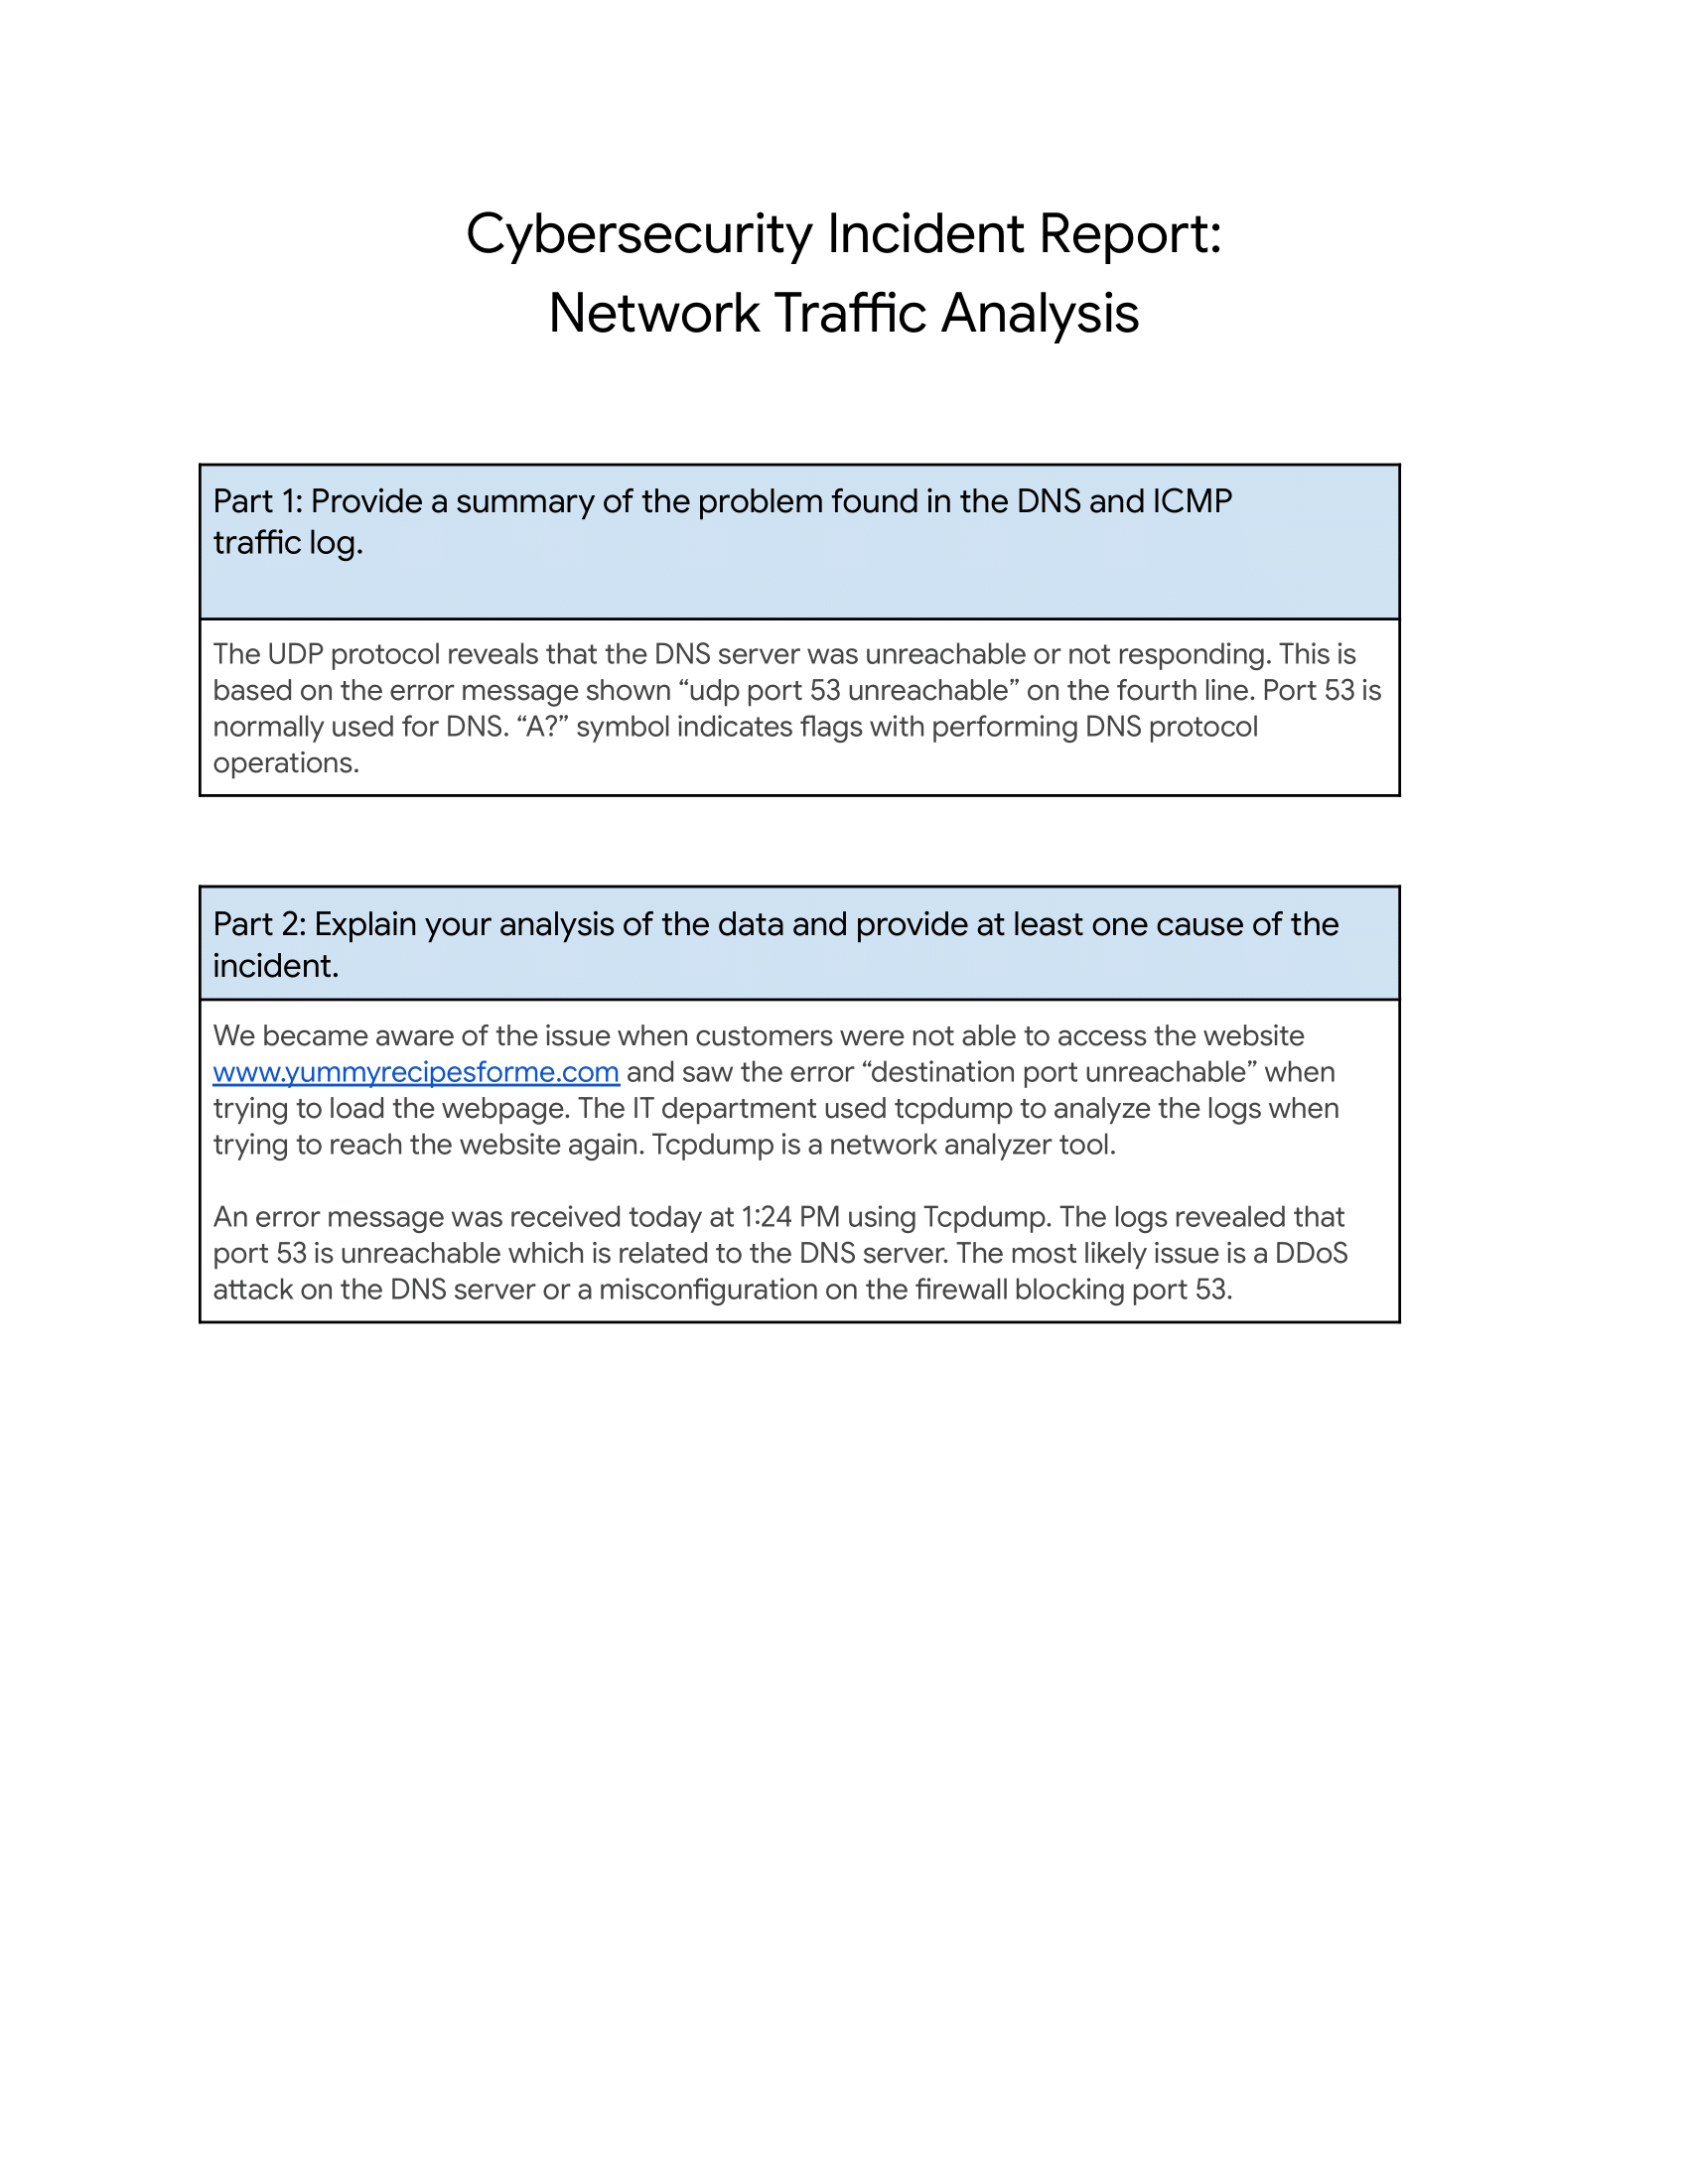 Cybersecurity Incident Report:
Network Traffic Analysis
Part 1: Provide a summary of the problem found in the DNS and ICMP
traffic log.
The UDP protocol reveals that the DNS server was unreachable or not responding. This is
based on the error message shown “udp port 53 unreachable” on the fourth line. Port 53 is
normally used for DNS. “A?” symbol indicates flags with performing DNS protocol
operations.
Part 2: Explain your analysis of the data and provide at least one cause of the
incident.
We became aware of the issue when customers were not able to access the website
www.yummyrecipesforme.com and saw the error “destination port unreachable” when
trying to load the webpage. The IT department used tcpdump to analyze the logs when
trying to reach the website again. Tcpdump is a network analyzer tool.
An error message was received today at 1:24 PM using Tcpdump. The logs revealed that
port 53 is unreachable which is related to the DNS server. The most likely issue is a DDoS
attack on the DNS server or a misconfiguration on the firewall blocking port 53.